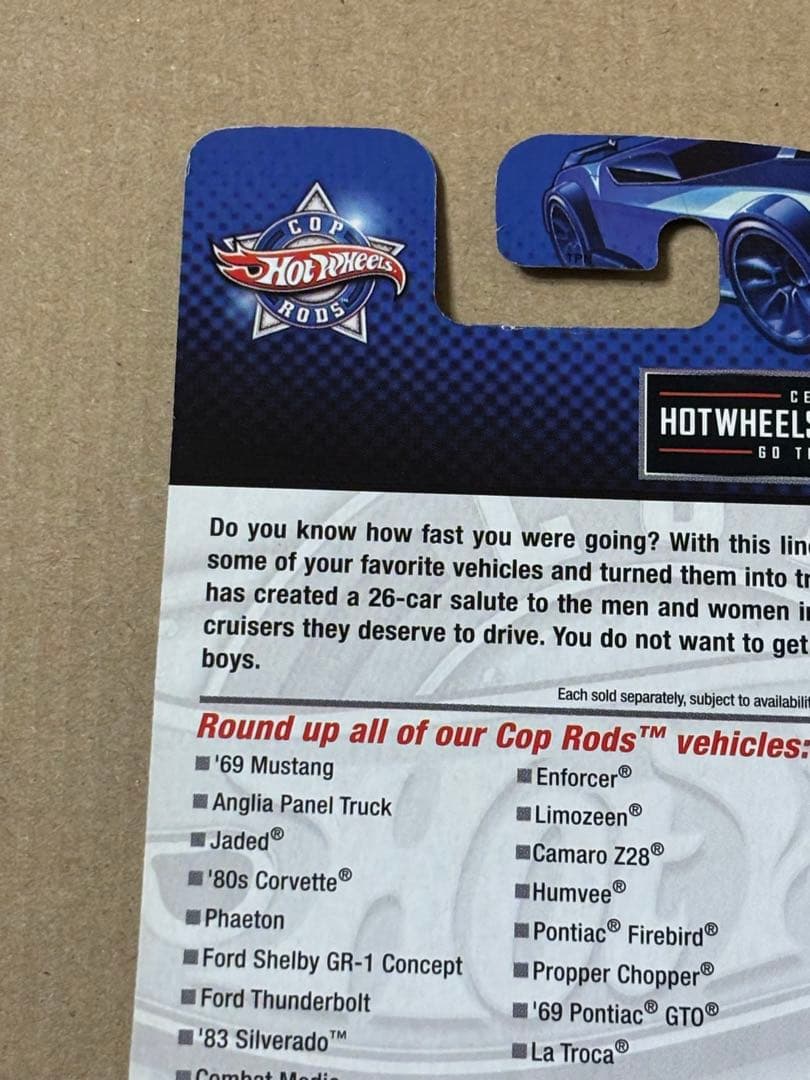 COP
HOT WHEELS
RODS™
HOTWHEELS
GO
Do you know how fast you were going? With this
some of your favorite vehicles and turned them into
has created a 26-car salute to the men and women
cruisers they deserve to drive. You do not want to get
boys.
Each sold separately, subject to
Round up all of our Cop Rods™ vehicles:
'69 Mustang
Anglia Panel Truck
Jaded®
'80s Corvette®
Phaeton
Ford Shelby GR-1 Concept
Ford Thunderbolt
'83 Silverado™
Combat Medic
Enforcer®
Limozeen®
Camaro Z28®
Humvee®
Pontiac® Firebird®
Propper Chopper®
'69 Pontiac® GTO®
La Troca®